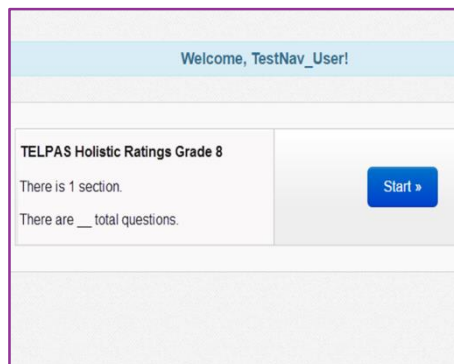 Welcome, TestNav_User!
TELPAS Holistic Ratings Grade 8
There is 1 section.
Start »
There are __ total questions.